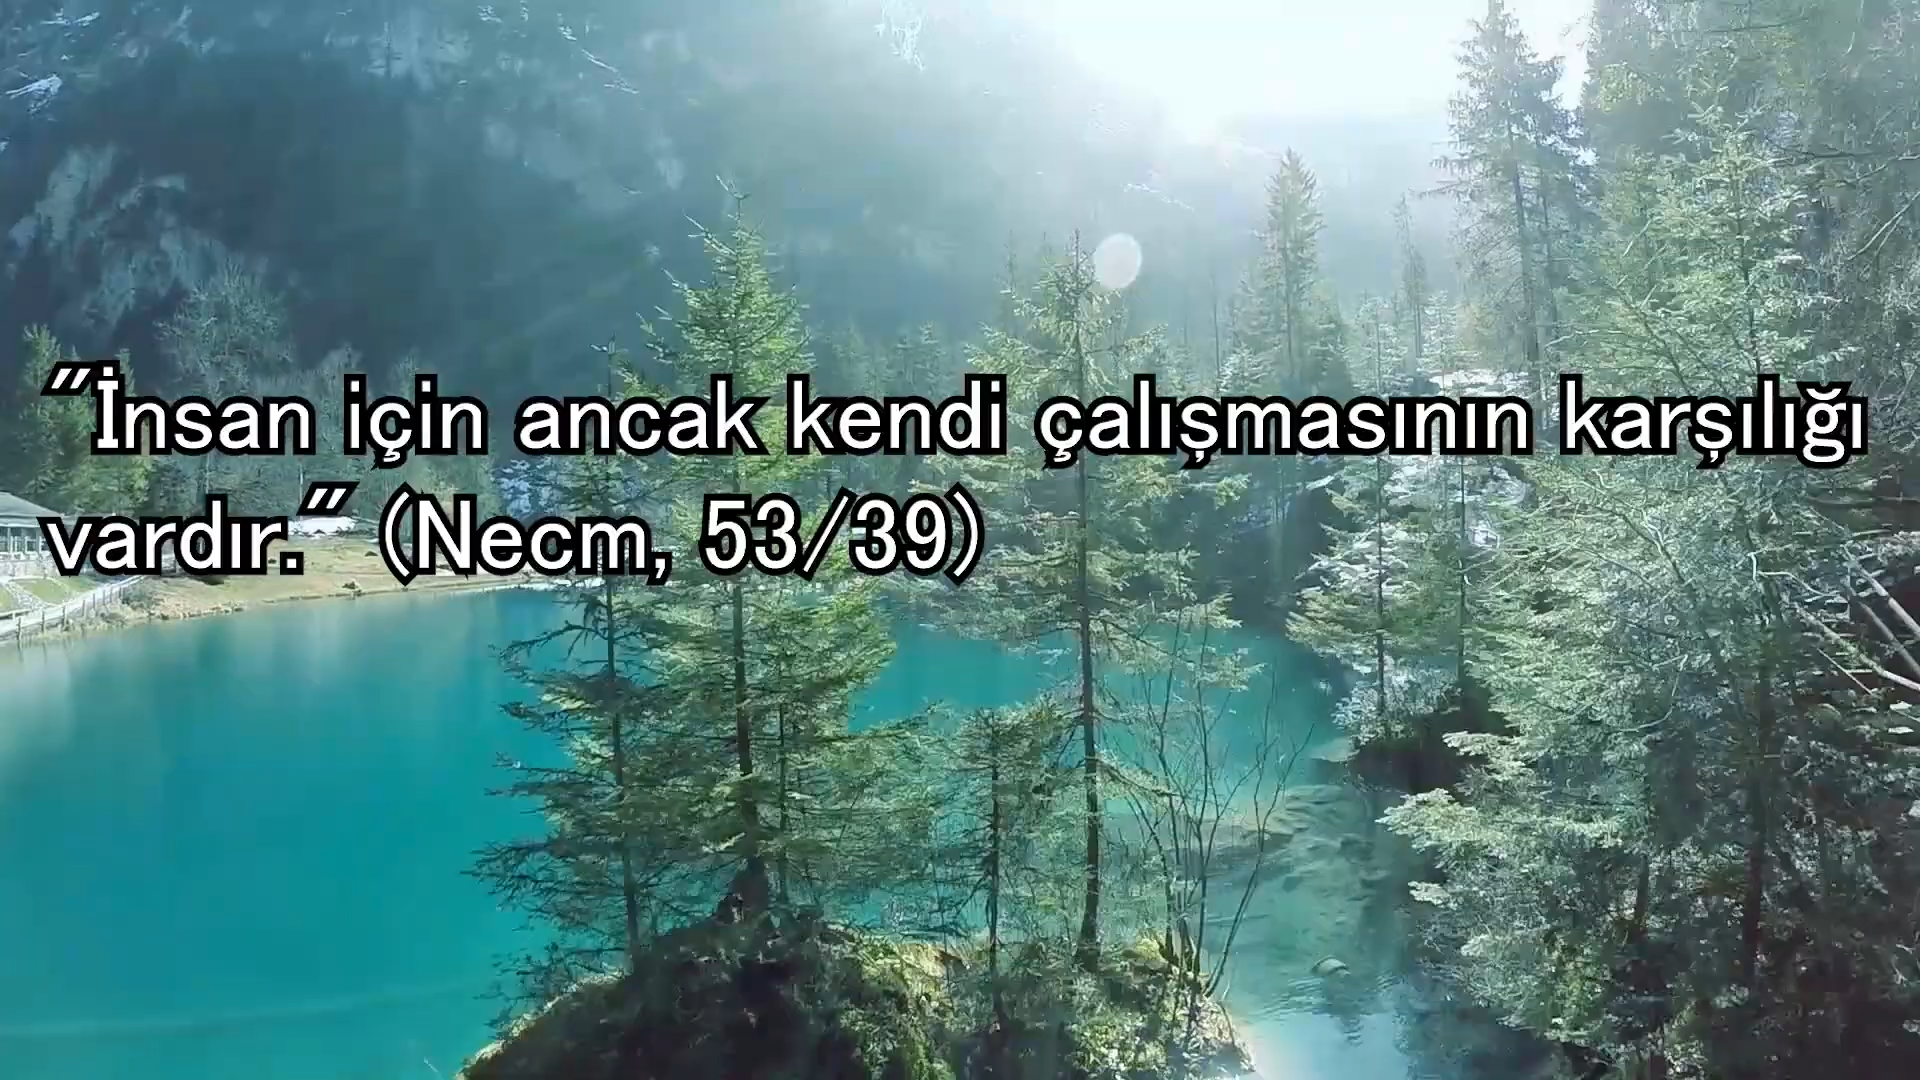 "İnsan için ancak kendi çalışmasının karşılığı
vardır." (Necm, 53/39)